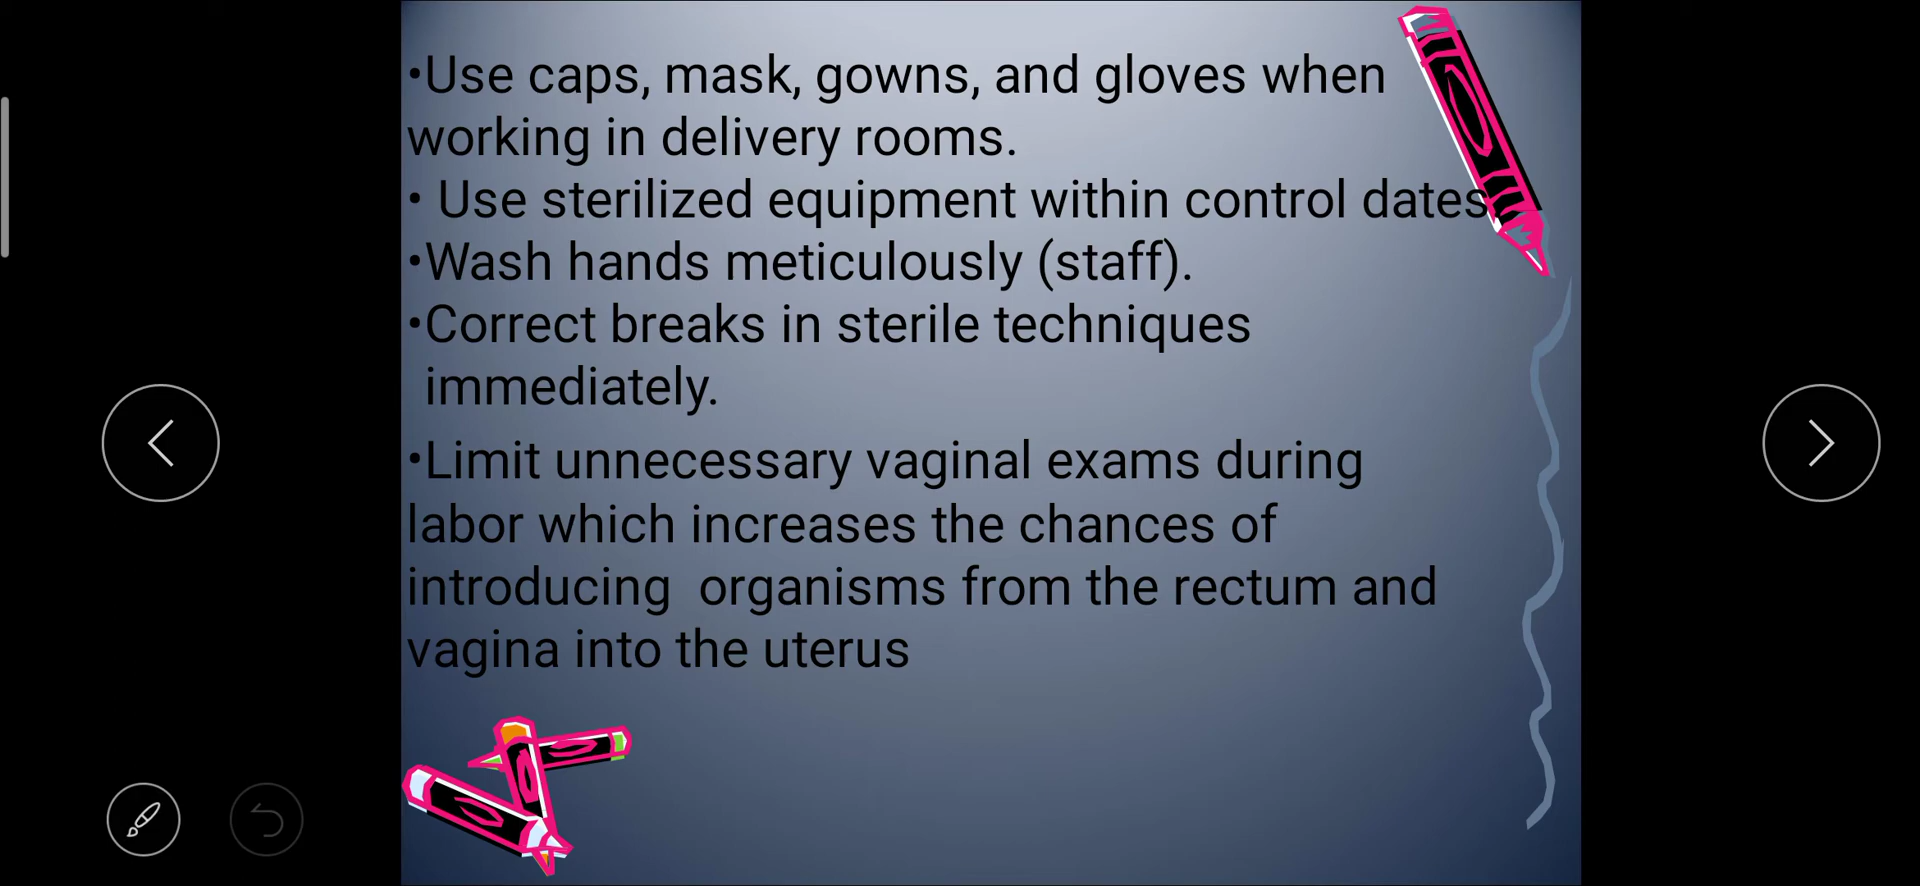 •Use caps, mask, gowns, and gloves when
working in delivery rooms.
• Use sterilized equipment within control dates
•Wash hands meticulously (staff).
•Correct breaks in sterile techniques
immediately.
•Limit unnecessary vaginal exams during
labor which increases the chances of
introducing  organisms from the rectum and
vagina into the uterus